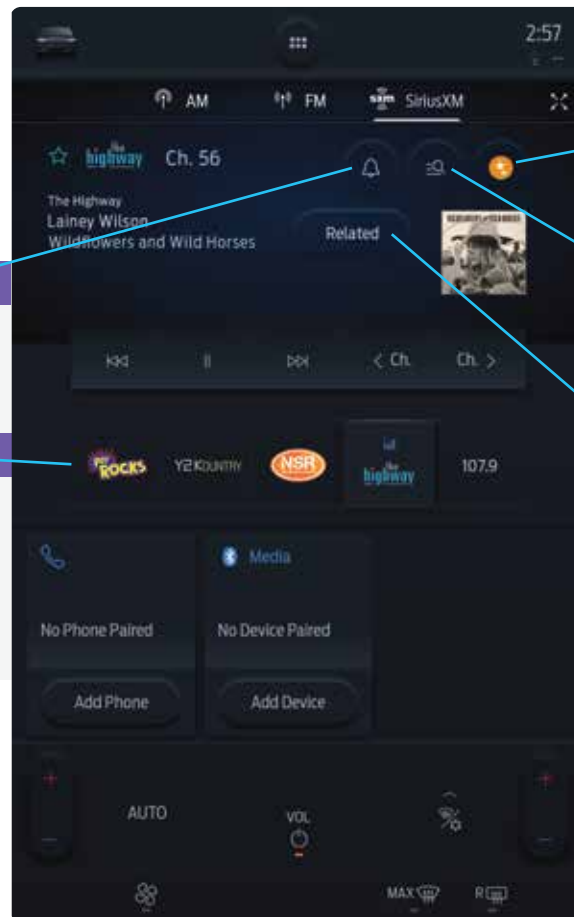 2:57
AM
FM
SXM SiriusXM
the highway Ch. 56
The Highway
Lainey Wilson
Wildflowers and Wild Horses
Related
< Ch.
Ch. >
ROCKS Y2KOUNTRY NSR the highway 107.9
Media
No Phone Paired No Device Paired
Add Phone Add Device
AUTO
VOL
MAX R